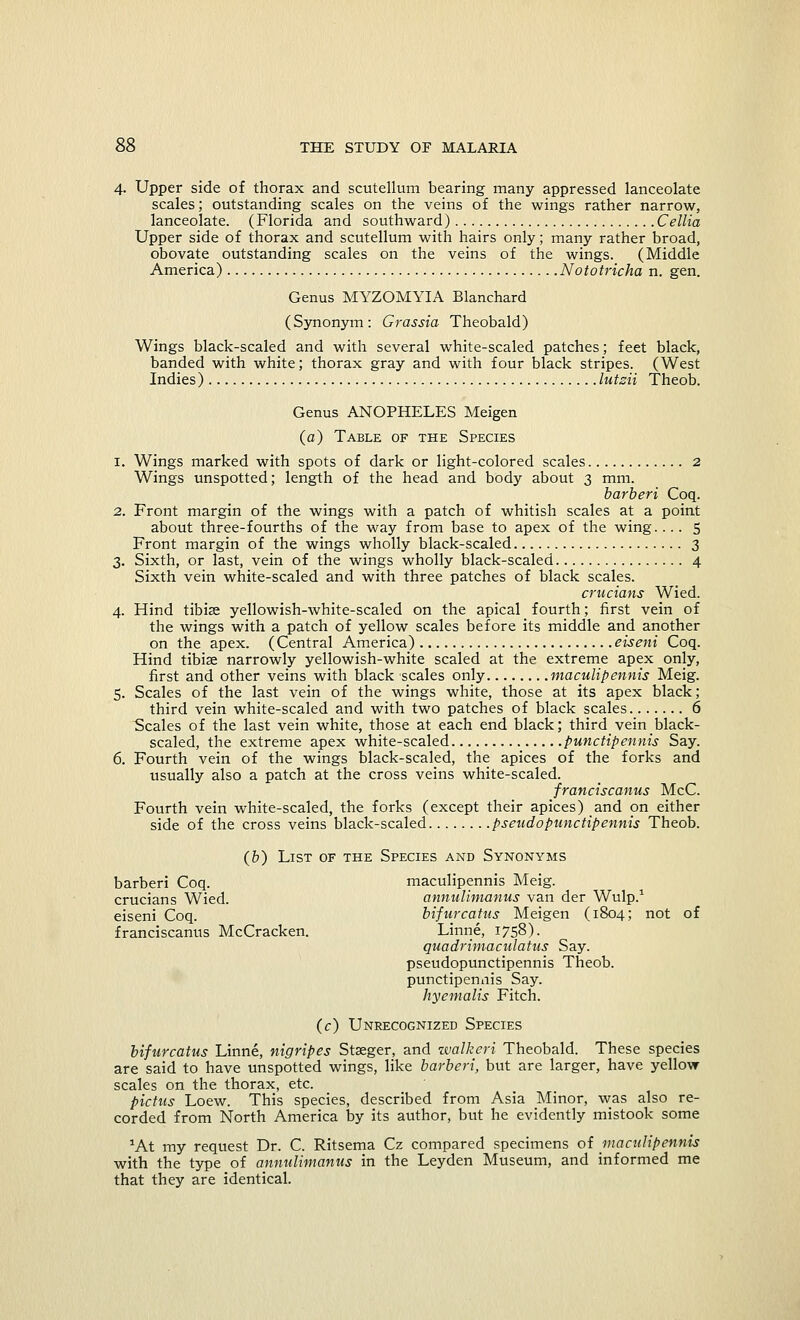 88 THE STUDY OF MALARIA
4. Upper side of thorax and scutellum bearing many appressed lanceolate
scales; outstanding scales on the veins of the wings rather narrow,
lanceolate. (Florida and southward)..........................Cellia
Upper side of thorax and scutellum with hairs only; many rather broad,
obovate outstanding scales on the veins of the wings. (Middle
America)...........................................Nototricha n. gen.
Genus MYZOMYIA Blanchard
(Synonym: Grassia Theobald)
Wings black-scaled and with several white-scaled patches; feet black,
banded with white; thorax gray and with four black stripes. (West
Indies)..................................................lutzii Theob.
Genus ANOPHELES Meigen
(a) Table of the Species
1. Wings marked with spots of dark or light-colored scales............ 2
Wings unspotted; length of the head and body about 3 mm.
barberi Coq.
2. Front margin of the wings with a patch of whitish scales at a point
about three-fourths of the way from base to apex of the wing.... 5
Front margin of the wings wholly black-scaled...................... 3
3. Sixth, or last, vein of the wings wholly black-scaled................ 4
Sixth vein white-scaled and with three patches of black scales.
crucians Wied.
4. Hind tibiæ yellowish-white-scaled on the apical fourth; first vein of
the wings with a patch of yellow scales before its middle and another
on the apex. (Central America).........................eiseni Coq.
Hind tibiæ narrowly yellowish-white scaled at the extreme apex only,
first and other veins with black scales only........maculipennis Meig.
5. Scales of the last vein of the wings white, those at its apex black;
third vein white-scaled and with two patches of black scales....... 6
Scales of the last vein white, those at each end black; third vein black-
scaled, the extreme apex white-scaled..............punctipennis Say.
6. Fourth vein of the wings black-scaled, the apices of the forks and
usually also a patch at the cross veins white-scaled.
franciscanus McC.
Fourth vein white-scaled, the forks (except their apices) and on either
side of the cross veins black-scaled........pseudopunctipennis Theob.
(b) List of the Species and Synonyms
barberi Coq.
crucians Wied.
eiseni Coq.
franciscanus McCracken.
maculipennis Meig.
annulimanus van der Wulp.¹
bifurcatus Meigen (1804; not of
Linné, 1758).
quadrimaculatus Say.
pseudopunctipennis Theob.
punctipennis Say.
hyemalis Fitch.
(c) Unrecognized Species
bifurcatus Linné, nigripes Stæger, and walkeri Theobald. These species
are said to have unspotted wings, like barberi, but are larger, have yellow
scales on the thorax, etc.
pictus Loew. This species, described from Asia Minor, was also re-
corded from North America by its author, but he evidently mistook some
¹At my request Dr. C. Ritsema Cz compared specimens of maculipennis
with the type of annulimanus in the Leyden Museum, and informed me
that they are identical.